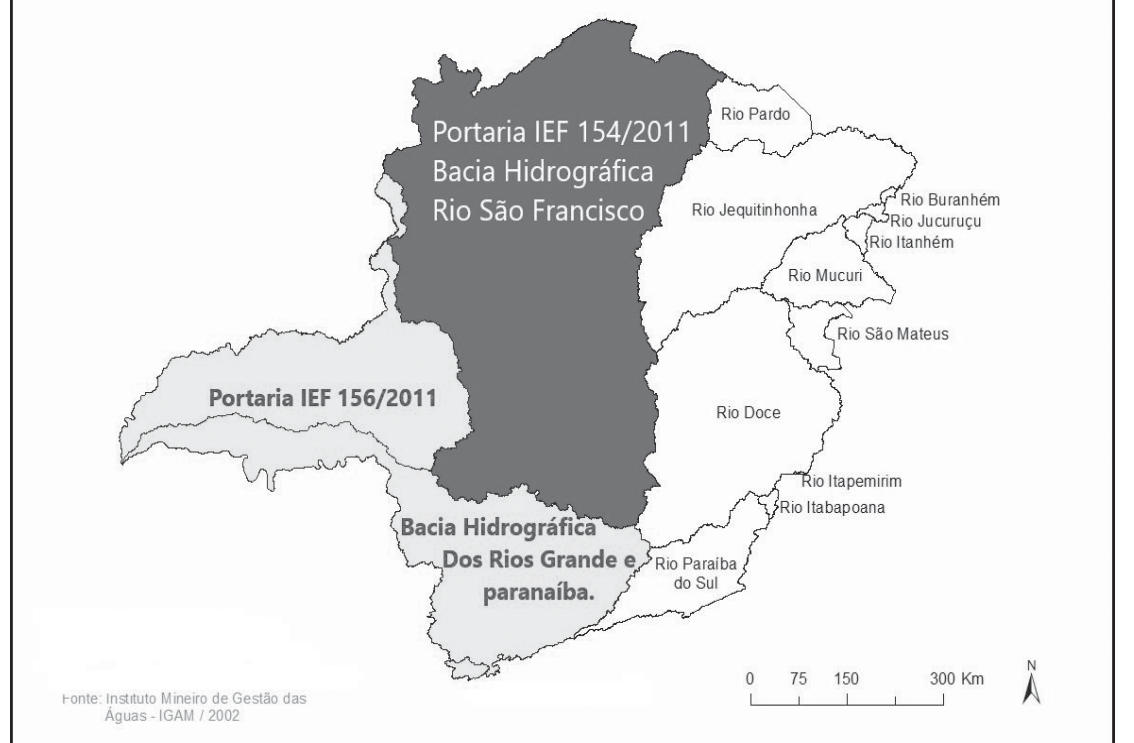 Portaria IEF 154/2011
Bacia Hidrográfica
Rio São Francisco
Rio Pardo
Rio Jequitinhonha
Rio Buranhém
Rio Jucuruçu
Rio Itanhém
Rio Mucuri
Rio São Mateus
Portaria IEF 156/2011
Rio Doce
Rio Itapemirim
Rio Itabapoana
Bacia Hidrográfica
Dos Rios Grande e
paranaíba.
Rio Paraíba
do Sul
0 75 150 300 Km
N
Fonte: Instituto Mineiro de Gestão das
Águas - IGAM / 2002